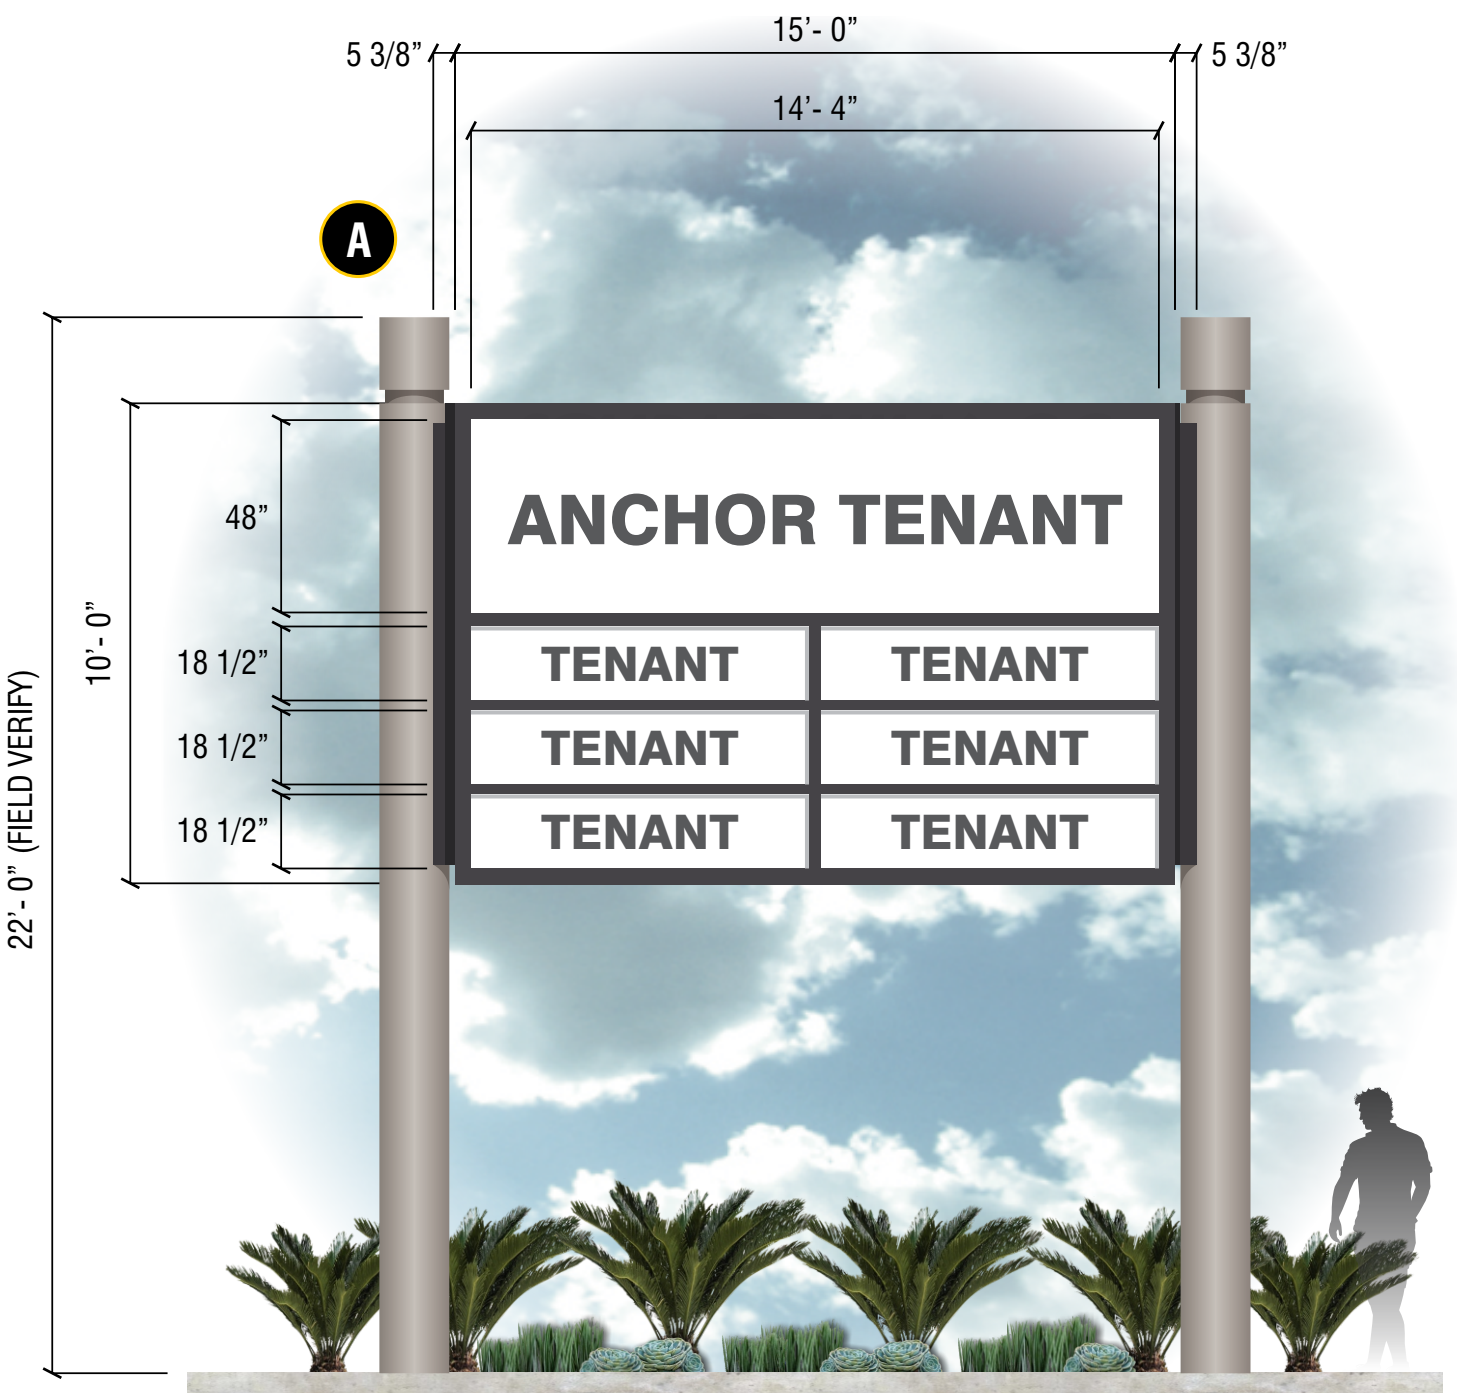 15’- 0”
5 3/8”
5 3/8”
14’- 4”
A
48”
ANCHOR TENANT
10’- 0”
18 1/2”
TENANT TENANT
18 1/2”
TENANT TENANT
18 1/2”
TENANT TENANT
22’- 0” (FIELD VERIFY)